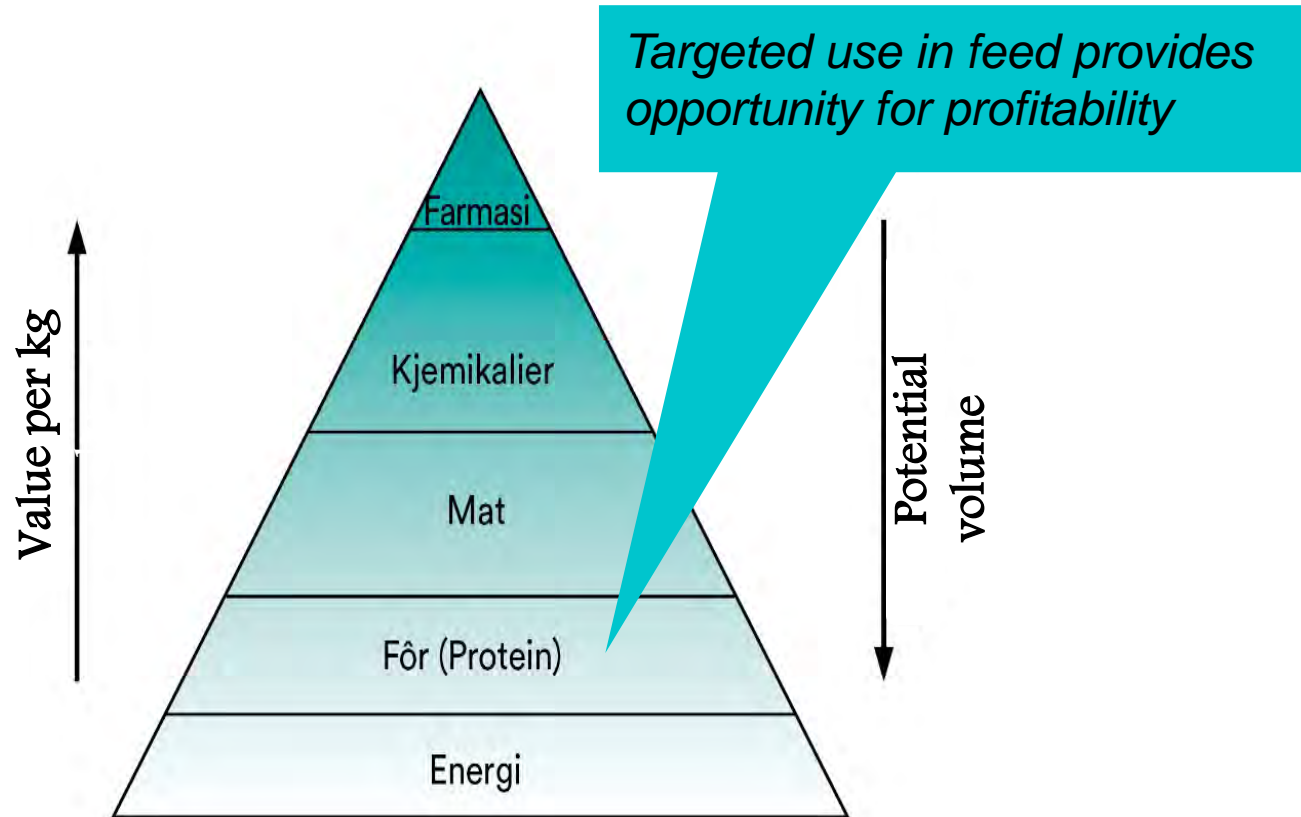 Targeted use in feed provides
opportunity for profitability
Farmasi
Kjemikalier
Mat
Fôr (Protein)
Energi
Value per kg
Potential
volume